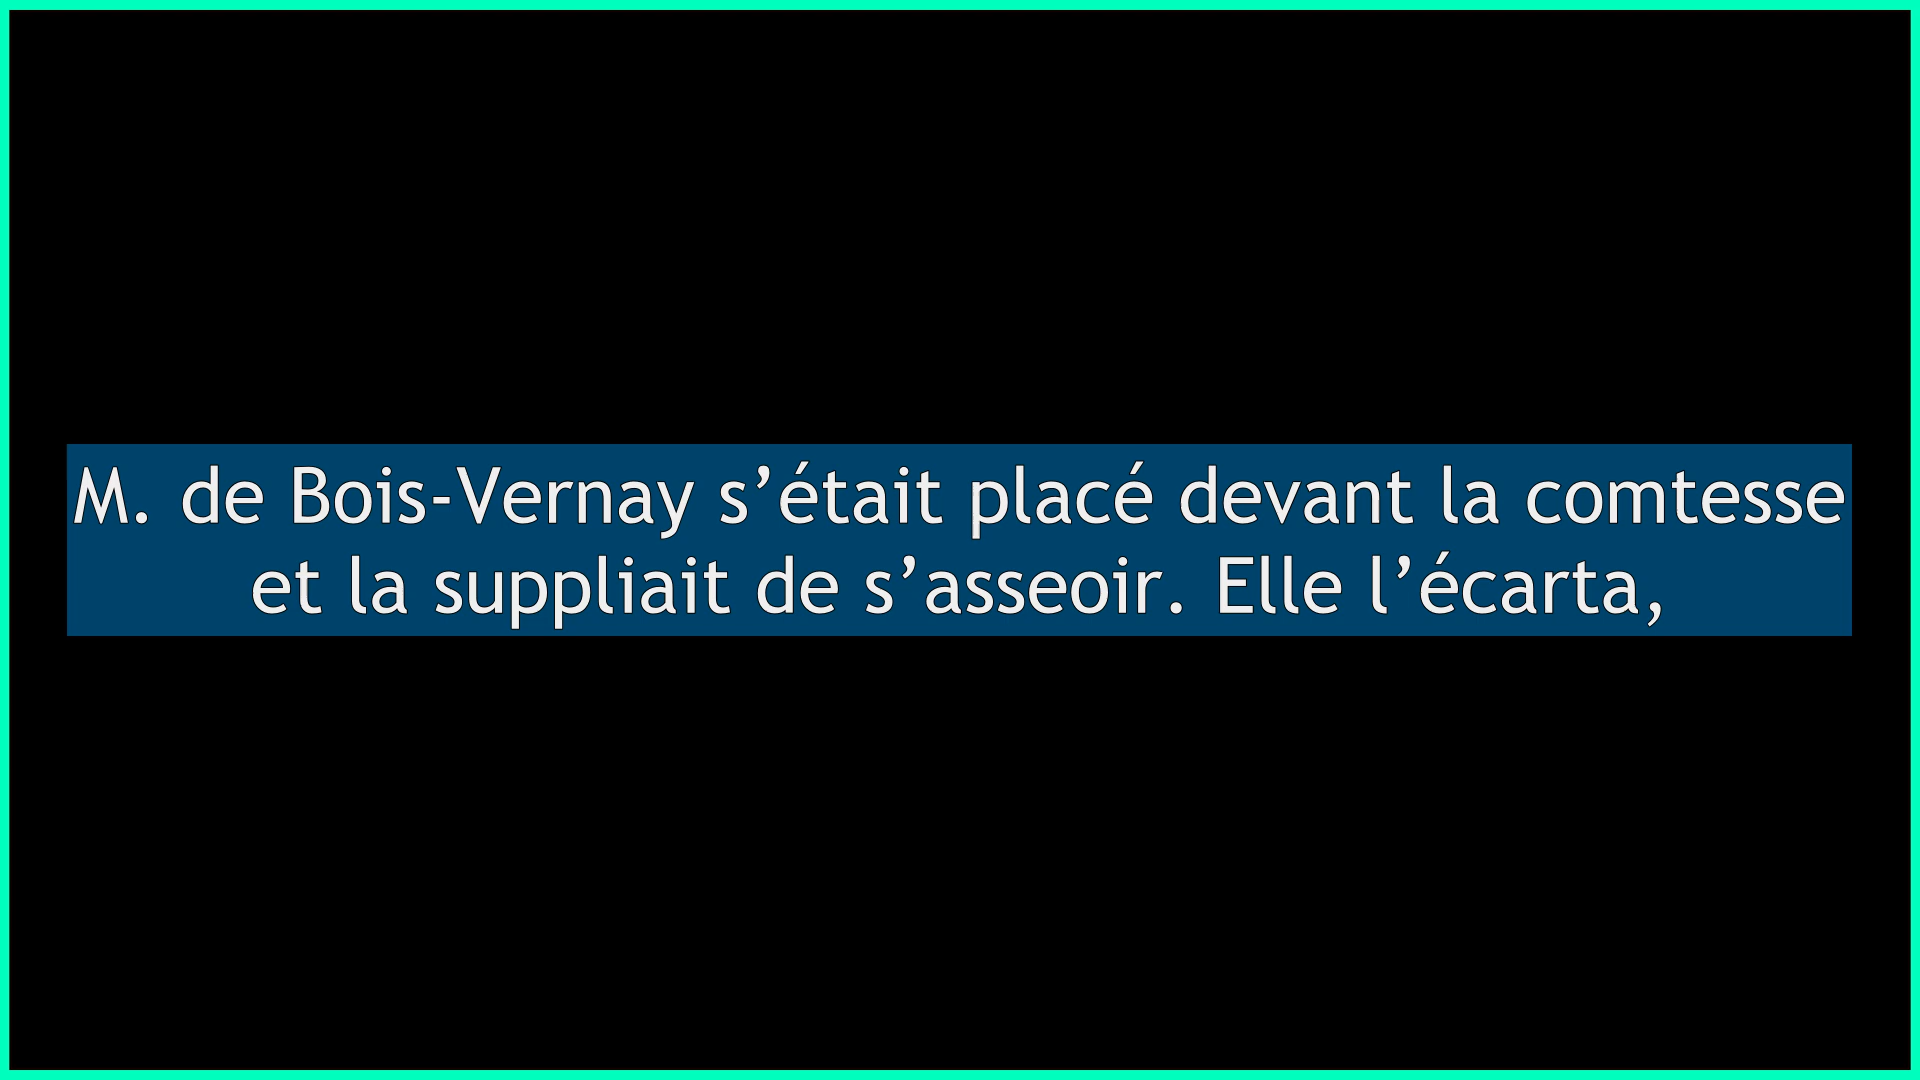 M. de Bois-Vernay s’était placé devant la comtesse
et la suppliait de s’asseoir. Elle l’écarta,